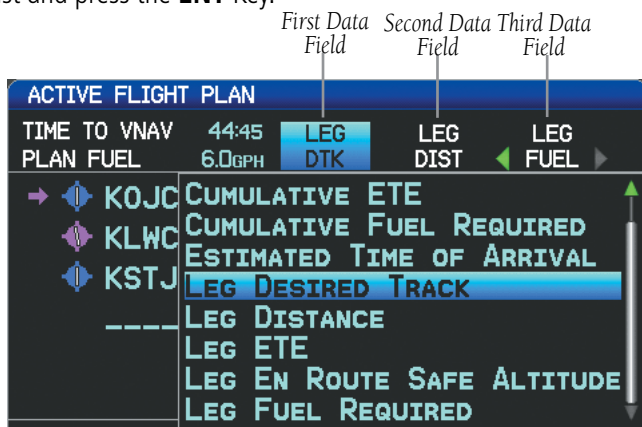 st and press the ENT Key.
First Data Field
Second Data Field
Third Data Field
ACTIVE FLIGHT PLAN
TIME TO VNAV 44:45 LEG LEG LEG
PLAN FUEL 6.0GPH DTK DIST FUEL
KOJC
KLWC
KSTJ
____
CUMULATIVE ETE
CUMULATIVE FUEL REQUIRED
ESTIMATED TIME OF ARRIVAL
LEG DESIRED TRACK
LEG DISTANCE
LEG ETE
LEG EN ROUTE SAFE ALTITUDE
LEG FUEL REQUIRED